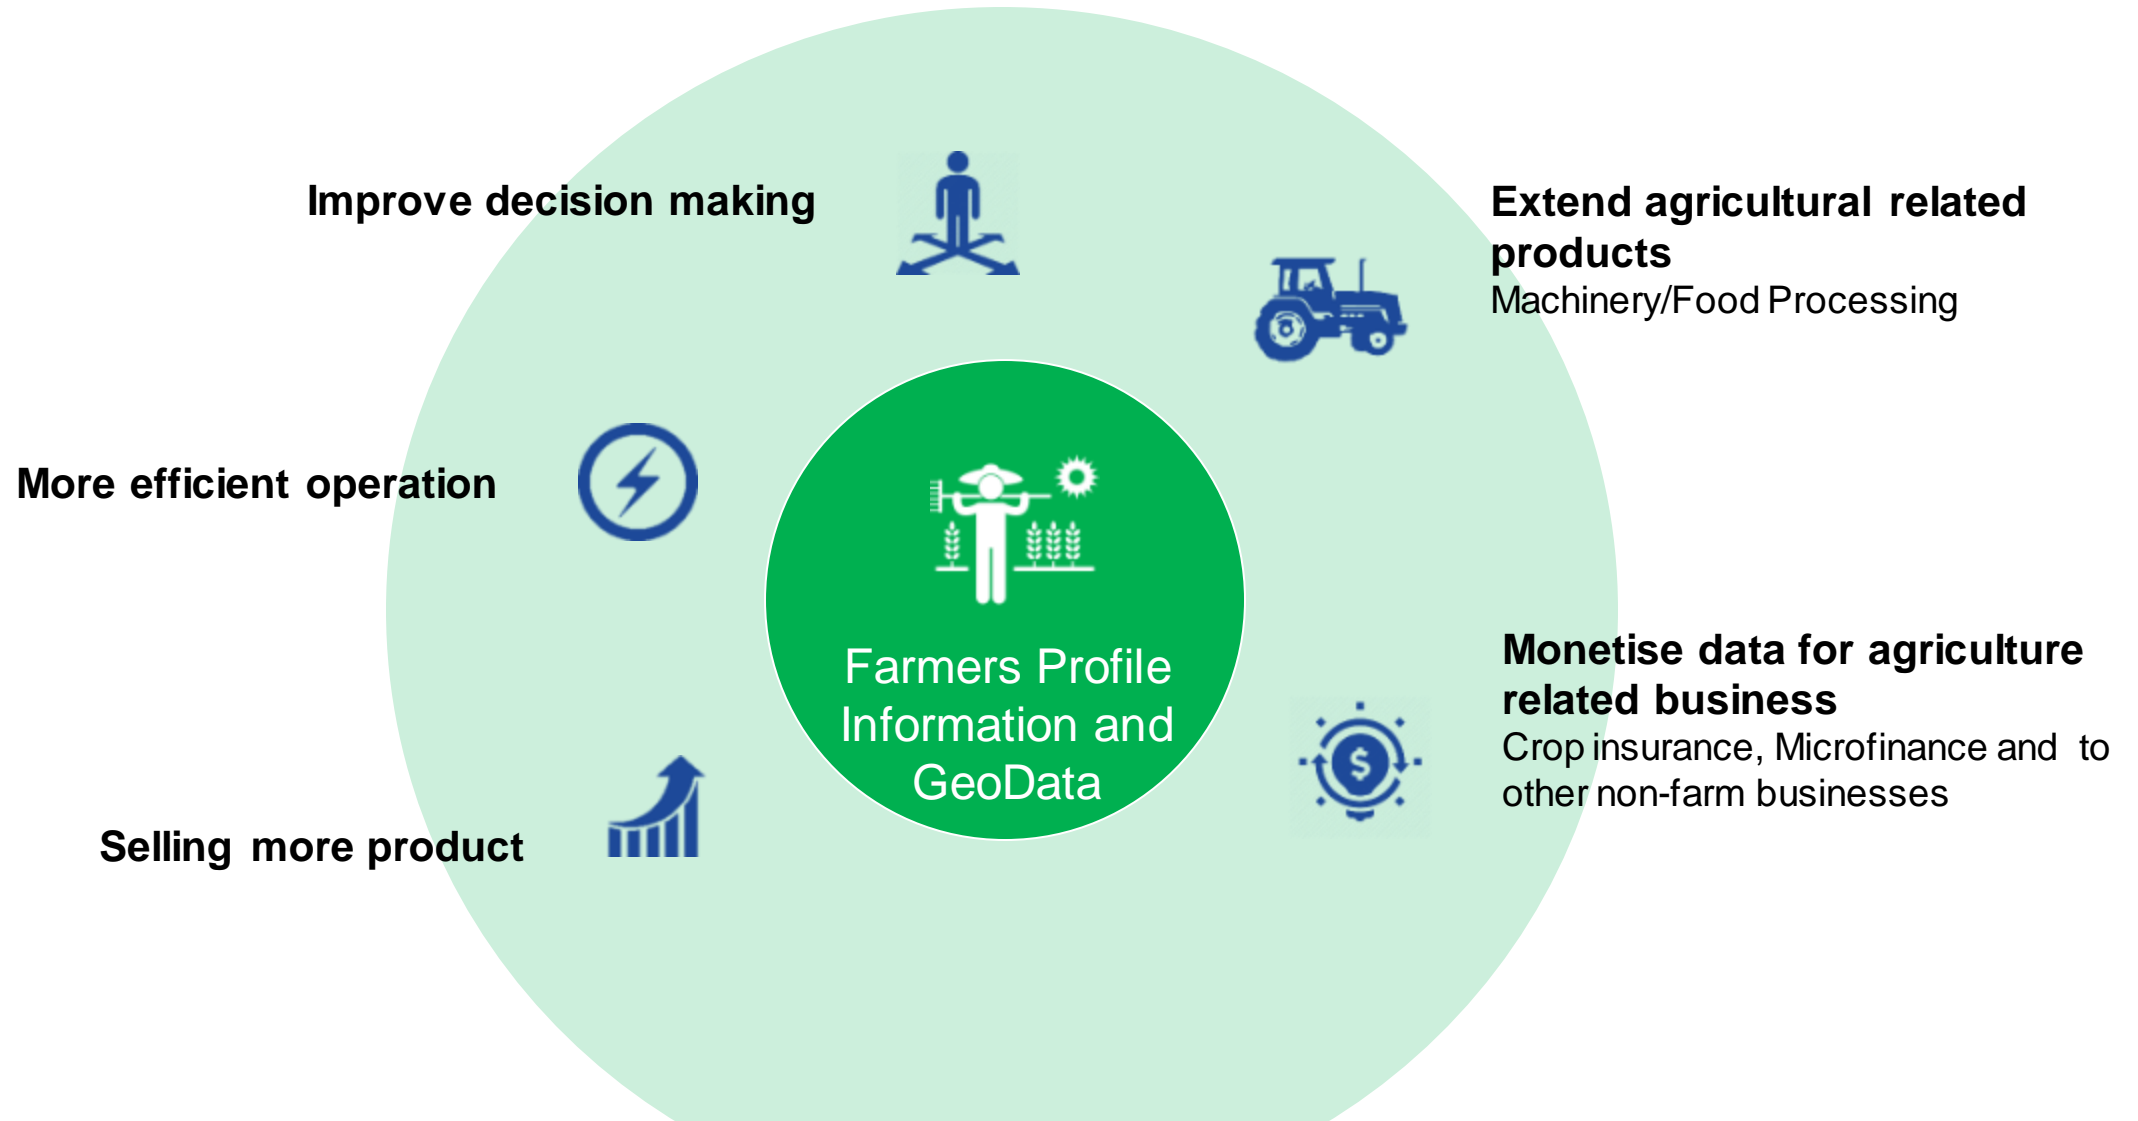 Improve decision making
Extend agricultural related
products
Machinery/Food Processing
More efficient operation
Farmers Profile
Information and
GeoData
Monetise data for agriculture
related business
Crop insurance, Microfinance and to
other non-farm businesses
Selling more product
$